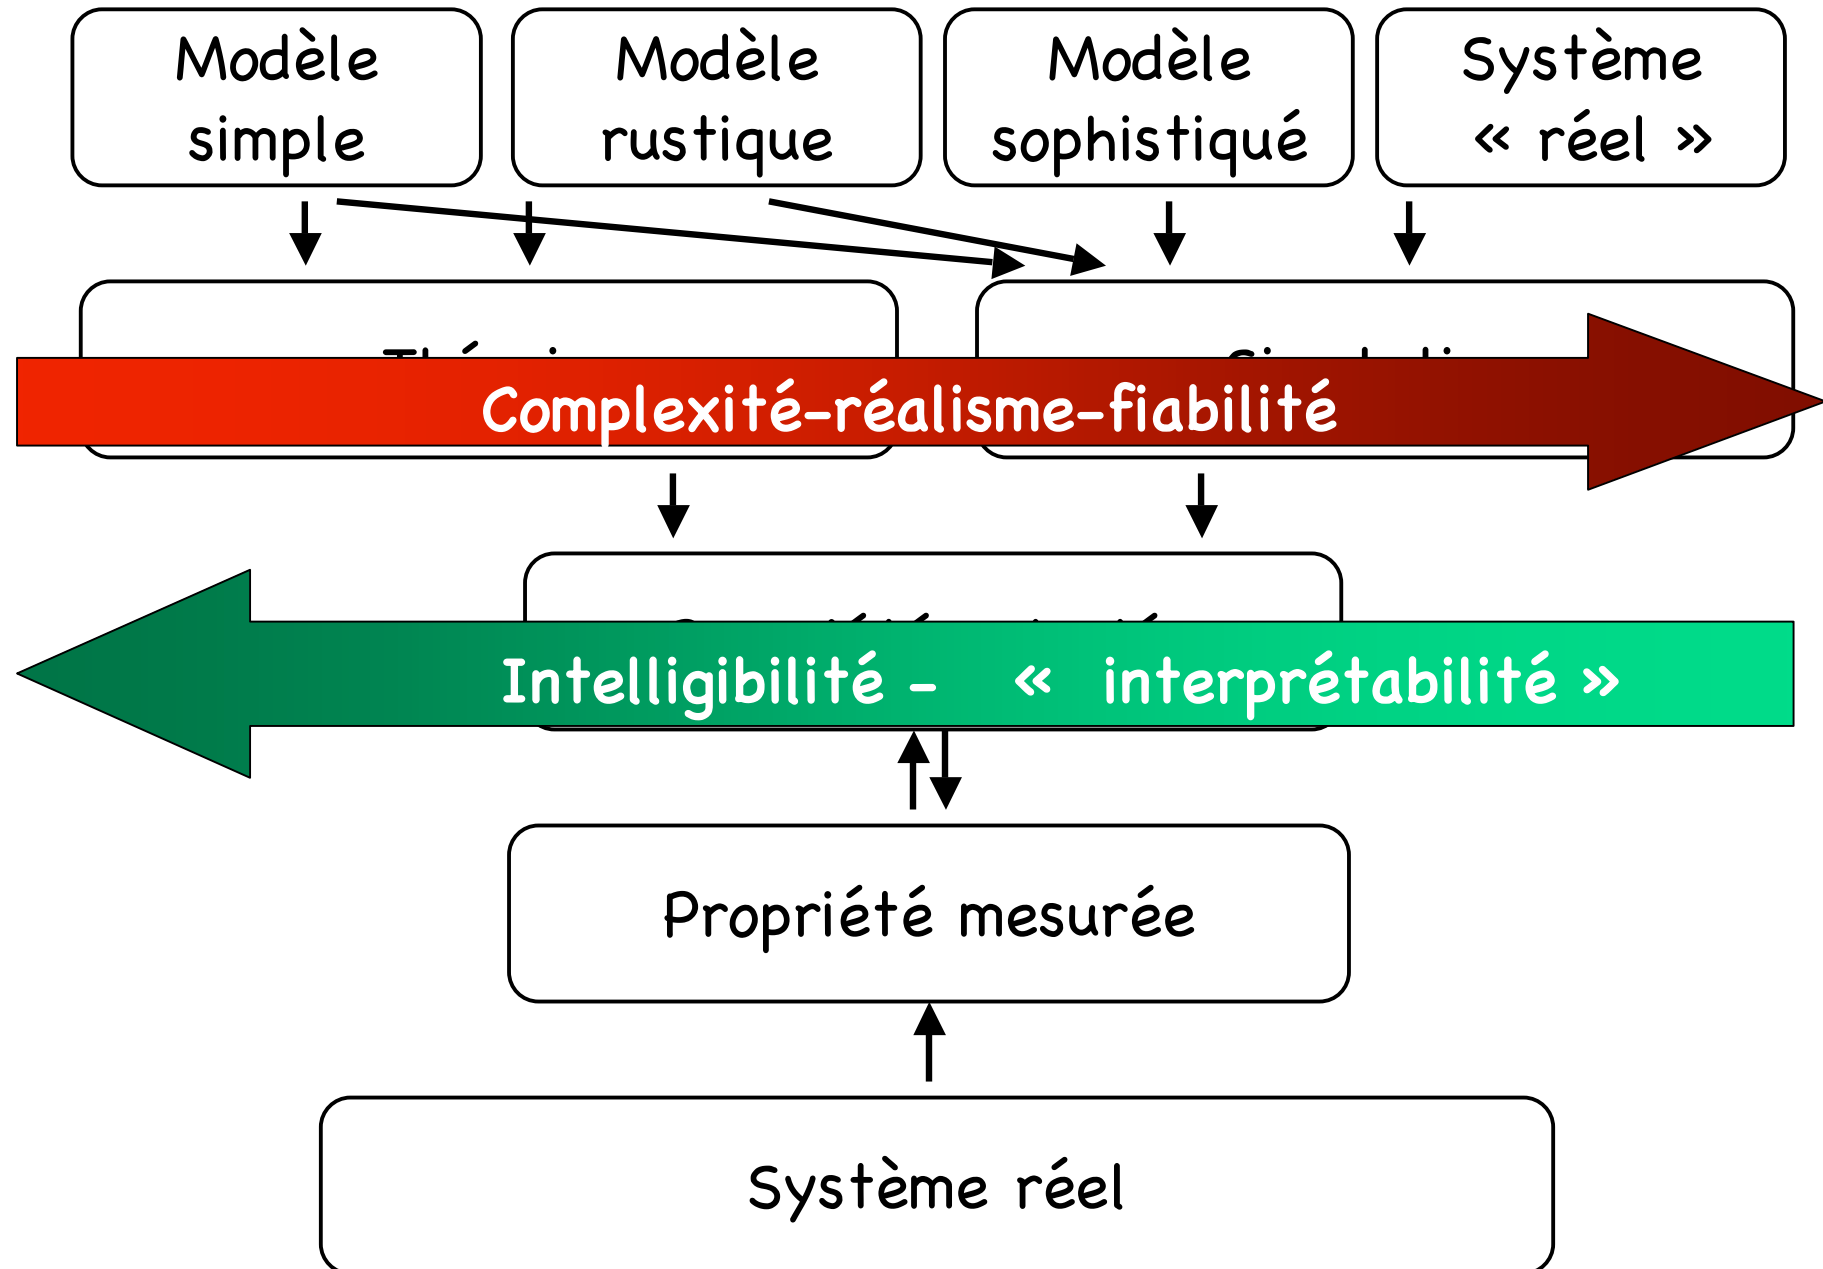 Modèle
simple
Modèle
rustique
Modèle
sophistiqué
Système
« réel »
Complexité-réalisme-fiabilité
Intelligibilité - « interprétabilité »
Propriété mesurée
Système réel